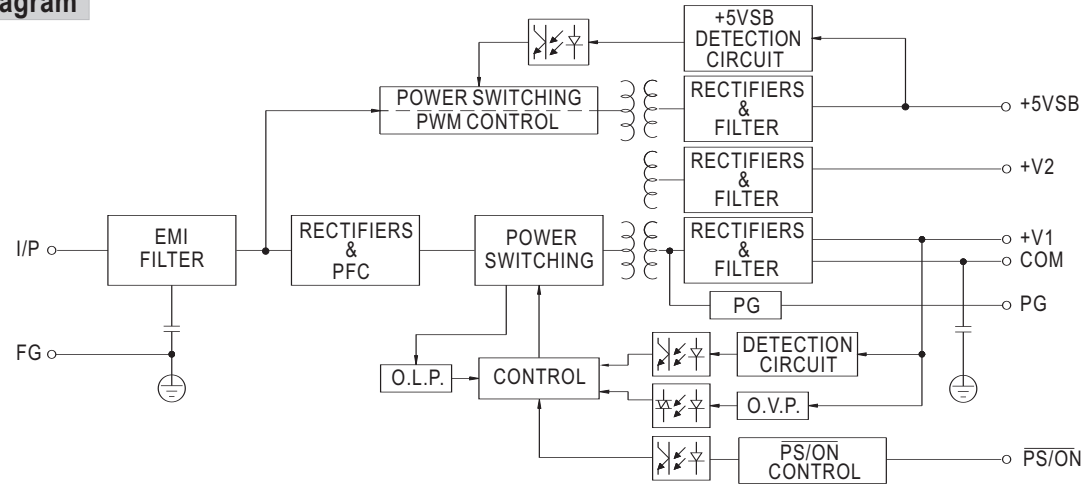 agram
+5VSB
DETECTION
CIRCUIT
POWER SWITCHING
PWM CONTROL
RECTIFIERS
&
FILTER
+5VSB
RECTIFIERS
&
FILTER
+V2
I/P
EMI
FILTER
RECTIFIERS
&
PFC
POWER
SWITCHING
RECTIFIERS
&
FILTER
+V1
COM
PG
PG
FG
O.L.P.
CONTROL
DETECTION
CIRCUIT
O.V.P.
PS/ON
CONTROL
PS/ON